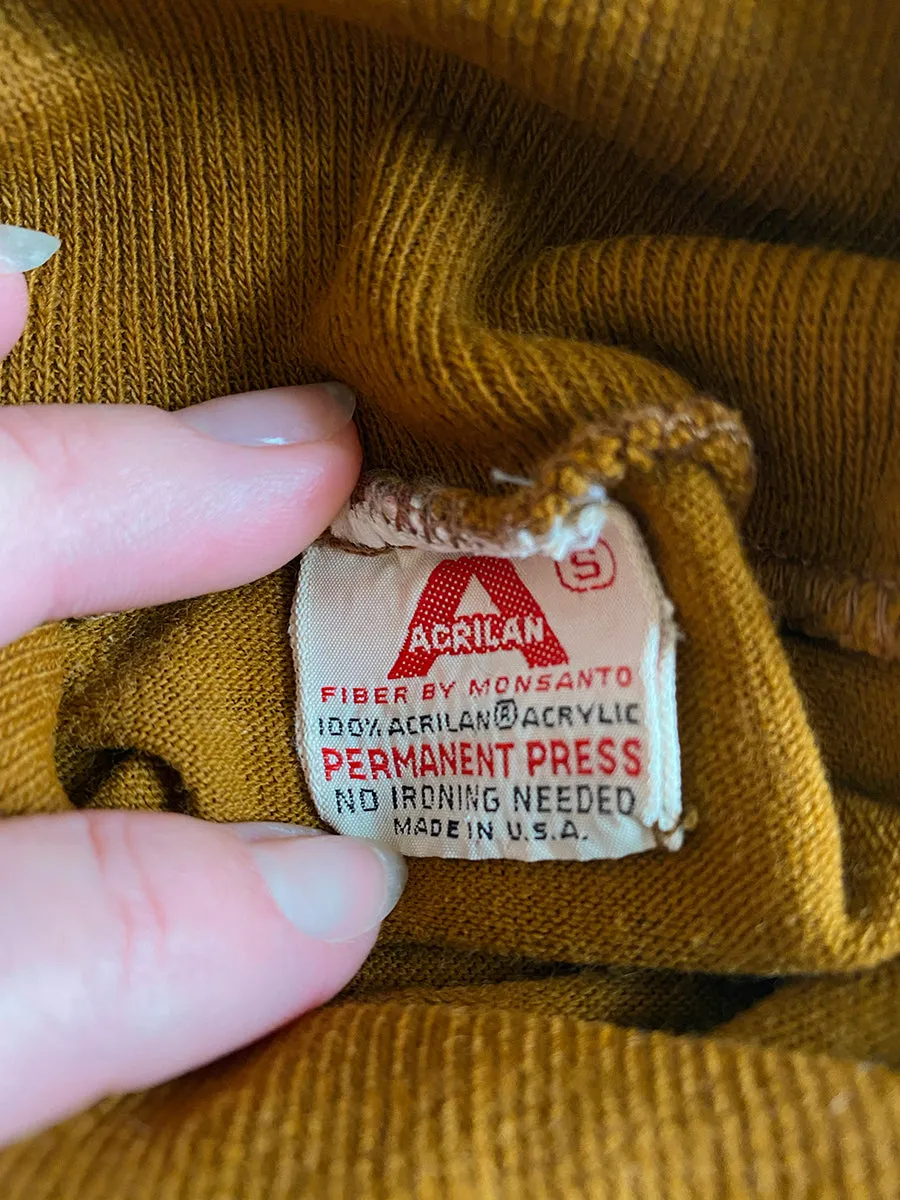 S
ACRILAN
FIBER BY MONSANTO
100% ACRILAN® ACRYLIC
PERMANENT PRESS
NO IRONING NEEDED
MADE IN U.S.A.